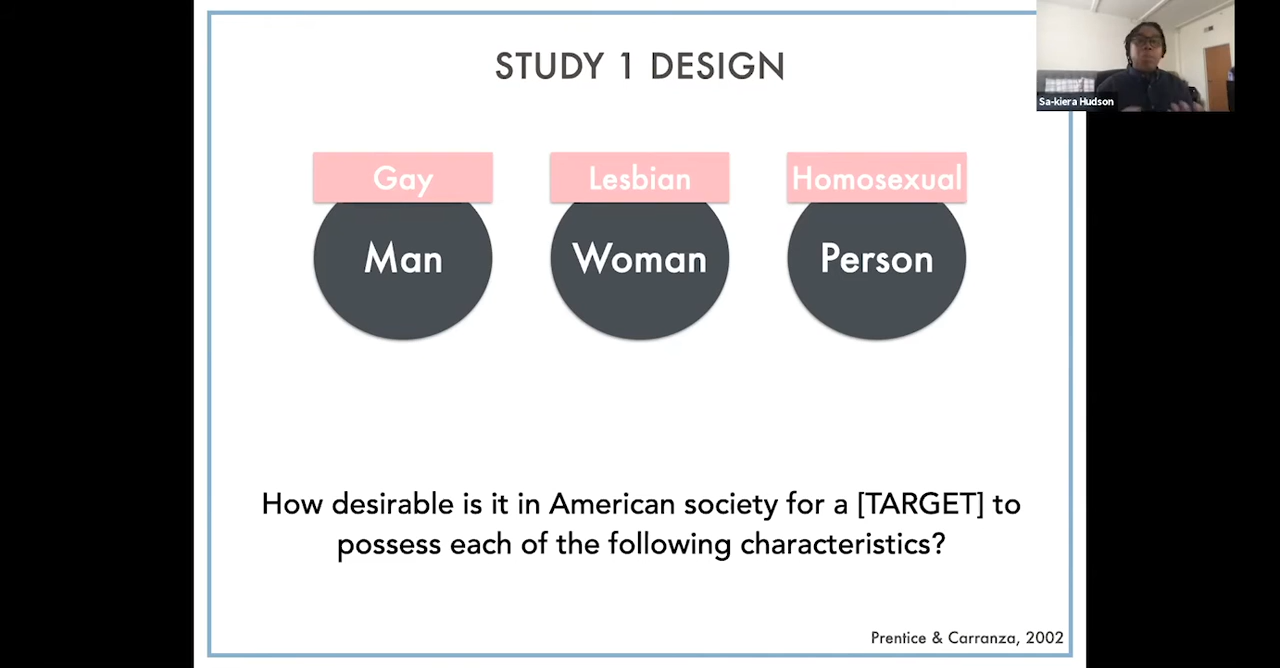 STUDY 1 DESIGN
Sa-kiera Hudson
Gay
Lesbian
Homosexual
Man
Woman
Person
How desirable is it in American society for a [TARGET] to
possess each of the following characteristics?
Prentice & Carranza, 2002